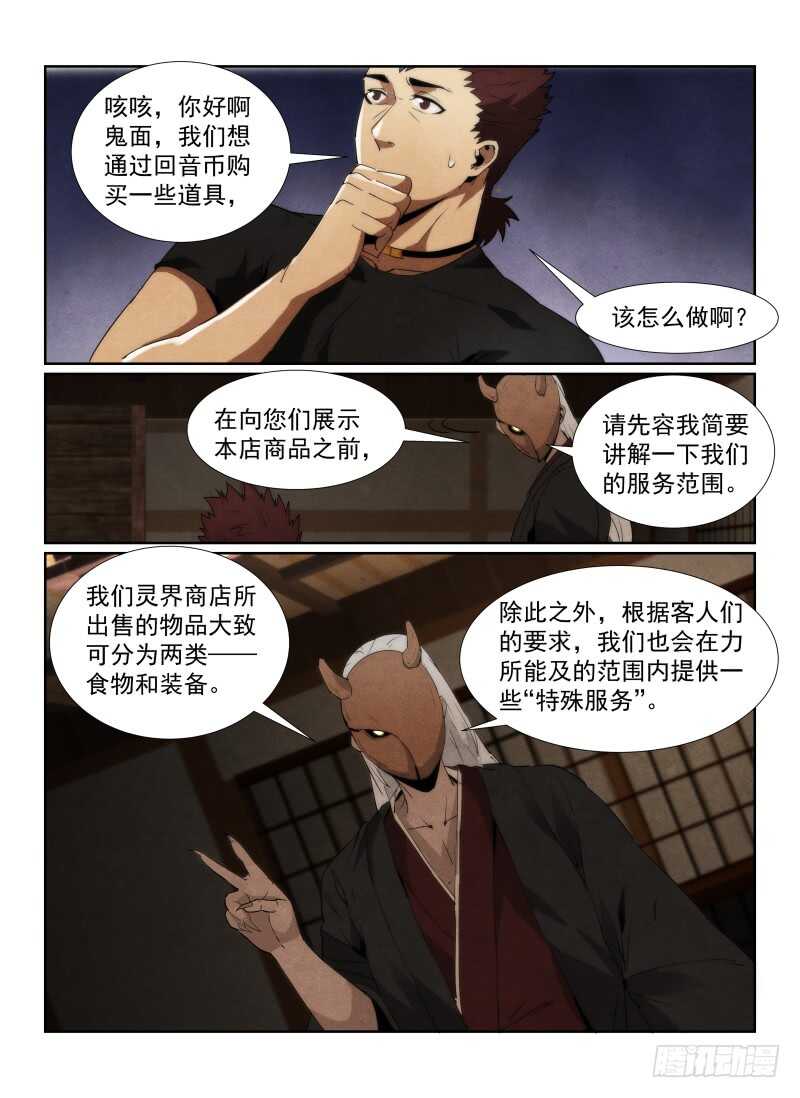 咳咳，你好啊
鬼面，我们想
通过回音币购
买一些道具，
该怎么做啊？
在向您们展示
本店商品之前，
请先容我简要
讲解一下我们
的服务范围。
我们灵界商店所
出售的物品大致
可分为两类——
食物和装备。
除此之外，根据客人们
的要求，我们也会在力
所能及的范围内提供一
些“特殊服务”。
腾讯动漫